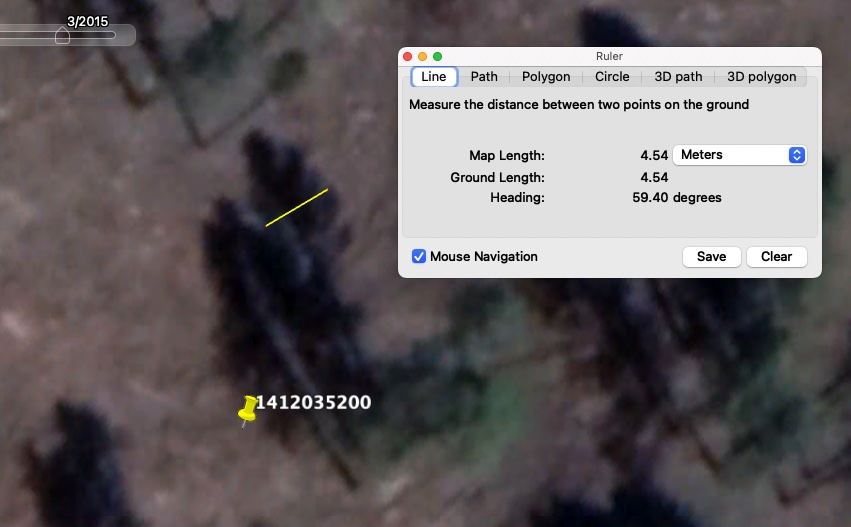 3/2015
Ruler
Line Path Polygon Circle 3D path 3D polygon
Measure the distance between two points on the ground
Map Length: 4.54 Meters
Ground Length: 4.54
Heading: 59.40 degrees
Mouse Navigation Save Clear
1412035200